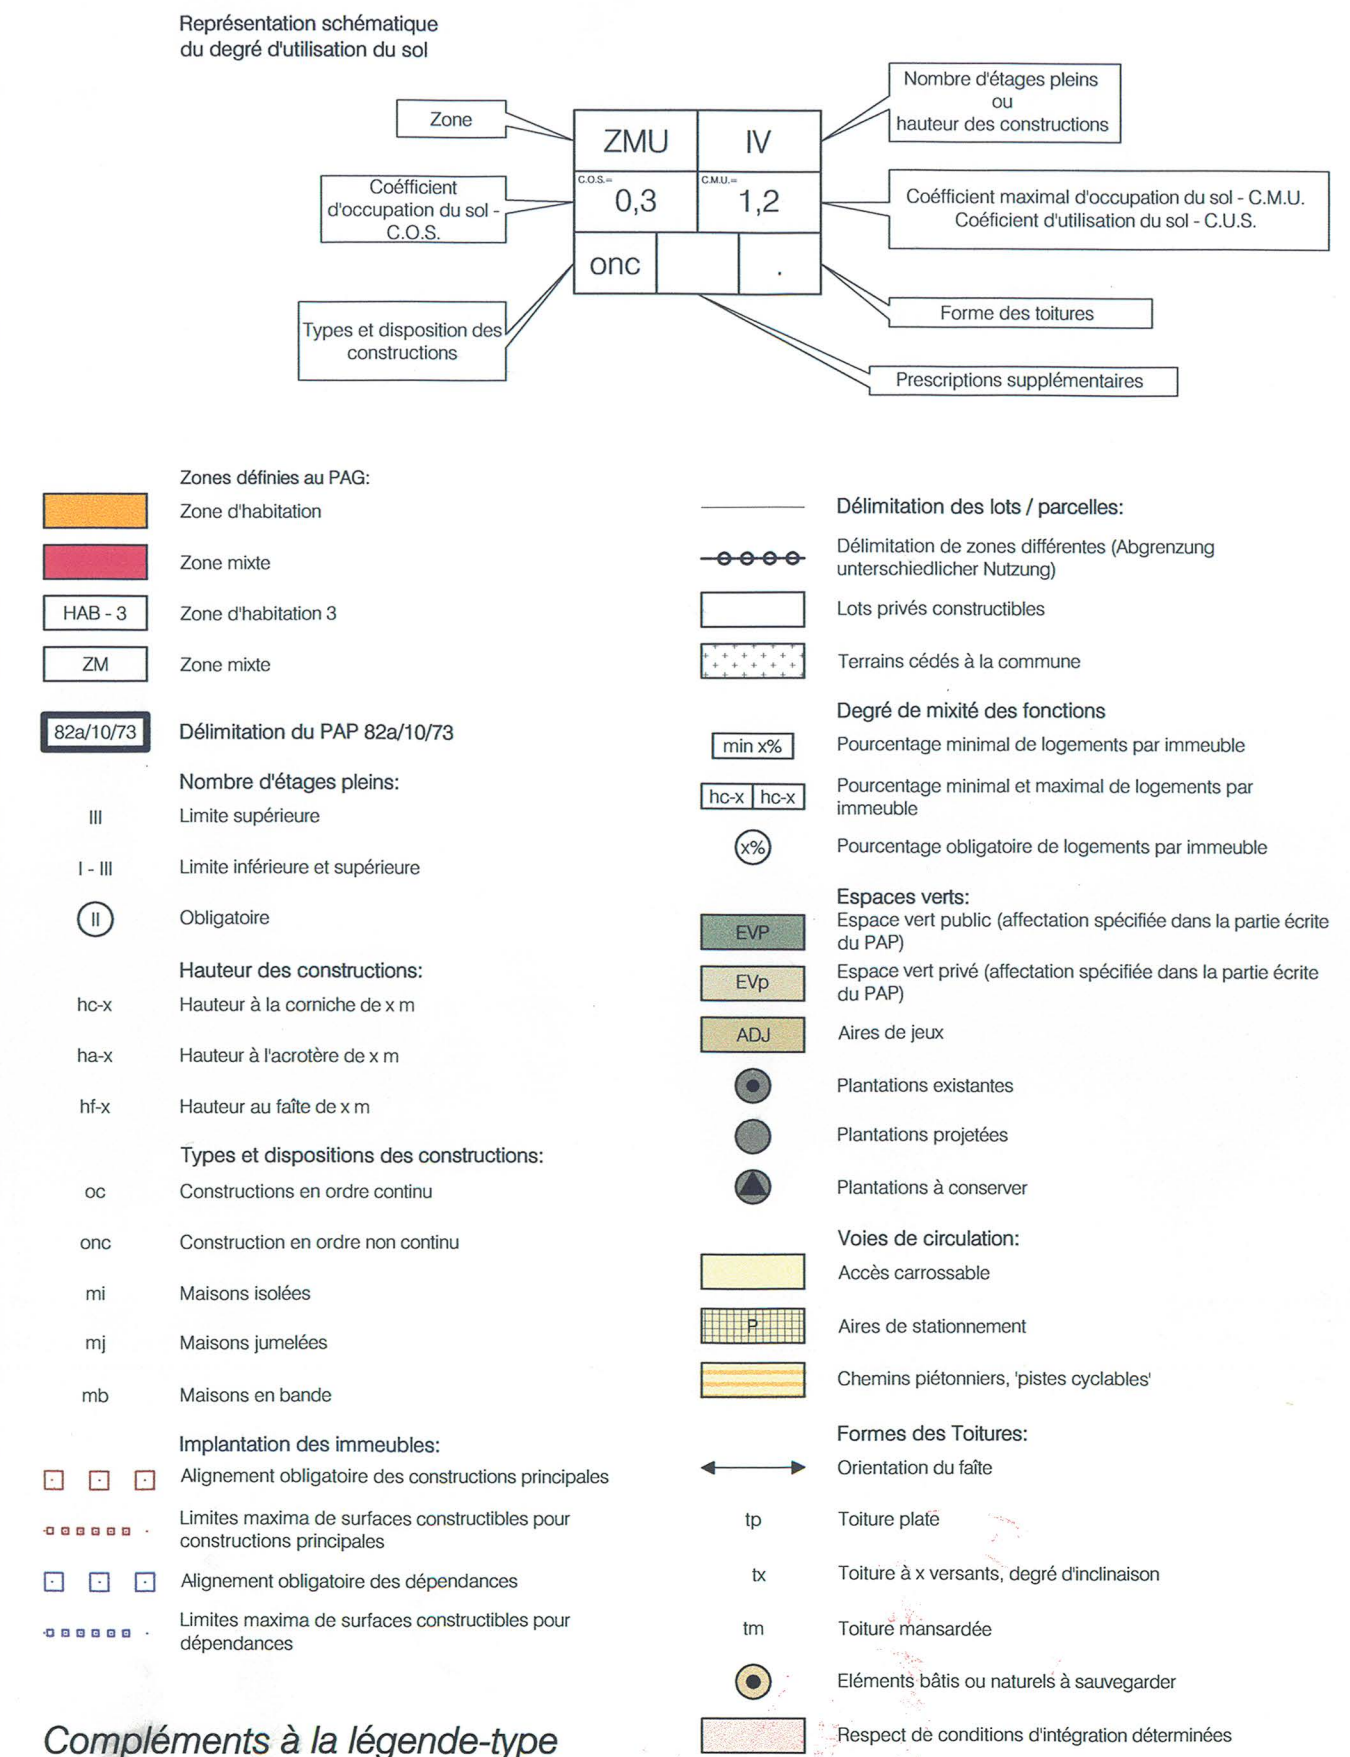 Représentation schématique
du degré d'utilisation du sol
Zone
ZMU
IV
Nombre d'étages pleins
ou
hauteur des constructions
Coéfficient
d'occupation du sol -
C.O.S.
C.O.S.=
0,3
C.M.U.=
1,2
Coéfficient maximal d'occupation du sol - C.M.U.
Coéficient d'utilisation du sol - C.U.S.
onc
.
Types et disposition des
constructions
Forme des toitures
Prescriptions supplémentaires
Zones définies au PAG:
Zone d'habitation
Zone mixte
HAB - 3
Zone d'habitation 3
ZM
Zone mixte
82a/10/73
Délimitation du PAP 82a/10/73
Nombre d'étages pleins:
III
Limite supérieure
I - III
Limite inférieure et supérieure
II
Obligatoire
Hauteur des constructions:
hc-x
Hauteur à la corniche de x m
ha-x
Hauteur à l'acrotère de x m
hf-x
Hauteur au faîte de x m
Types et dispositions des constructions:
oc
Constructions en ordre continu
onc
Construction en ordre non continu
mi
Maisons isolées
mj
Maisons jumelées
mb
Maisons en bande
Implantation des immeubles:
Alignement obligatoire des constructions principales
Limites maxima de surfaces constructibles pour
constructions principales
Alignement obligatoire des dépendances
Limites maxima de surfaces constructibles pour
dépendances
Compléments à la légende-type
Délimitation des lots / parcelles:
Délimitation de zones différentes (Abgrenzung
unterschiedlicher Nutzung)
Lots privés constructibles
Terrains cédés à la commune
Degré de mixité des fonctions
min x%
Pourcentage minimal de logements par immeuble
hc-x hc-x
Pourcentage minimal et maximal de logements par
immeuble
x%
Pourcentage obligatoire de logements par immeuble
Espaces verts:
EVP
Espace vert public (affectation spécifiée dans la partie écrite
du PAP)
EVp
Espace vert privé (affectation spécifiée dans la partie écrite
du PAP)
ADJ
Aires de jeux
Plantations existantes
Plantations projetées
Plantations à conserver
Voies de circulation:
Accès carrossable
P
Aires de stationnement
Chemins piétonniers, 'pistes cyclables'
Formes des Toitures:
Orientation du faîte
tp
Toiture plate
tx
Toiture à x versants, degré d'inclinaison
tm
Toiture mansardée
Eléments bâtis ou naturels à sauvegarder
Respect de conditions d'intégration déterminées